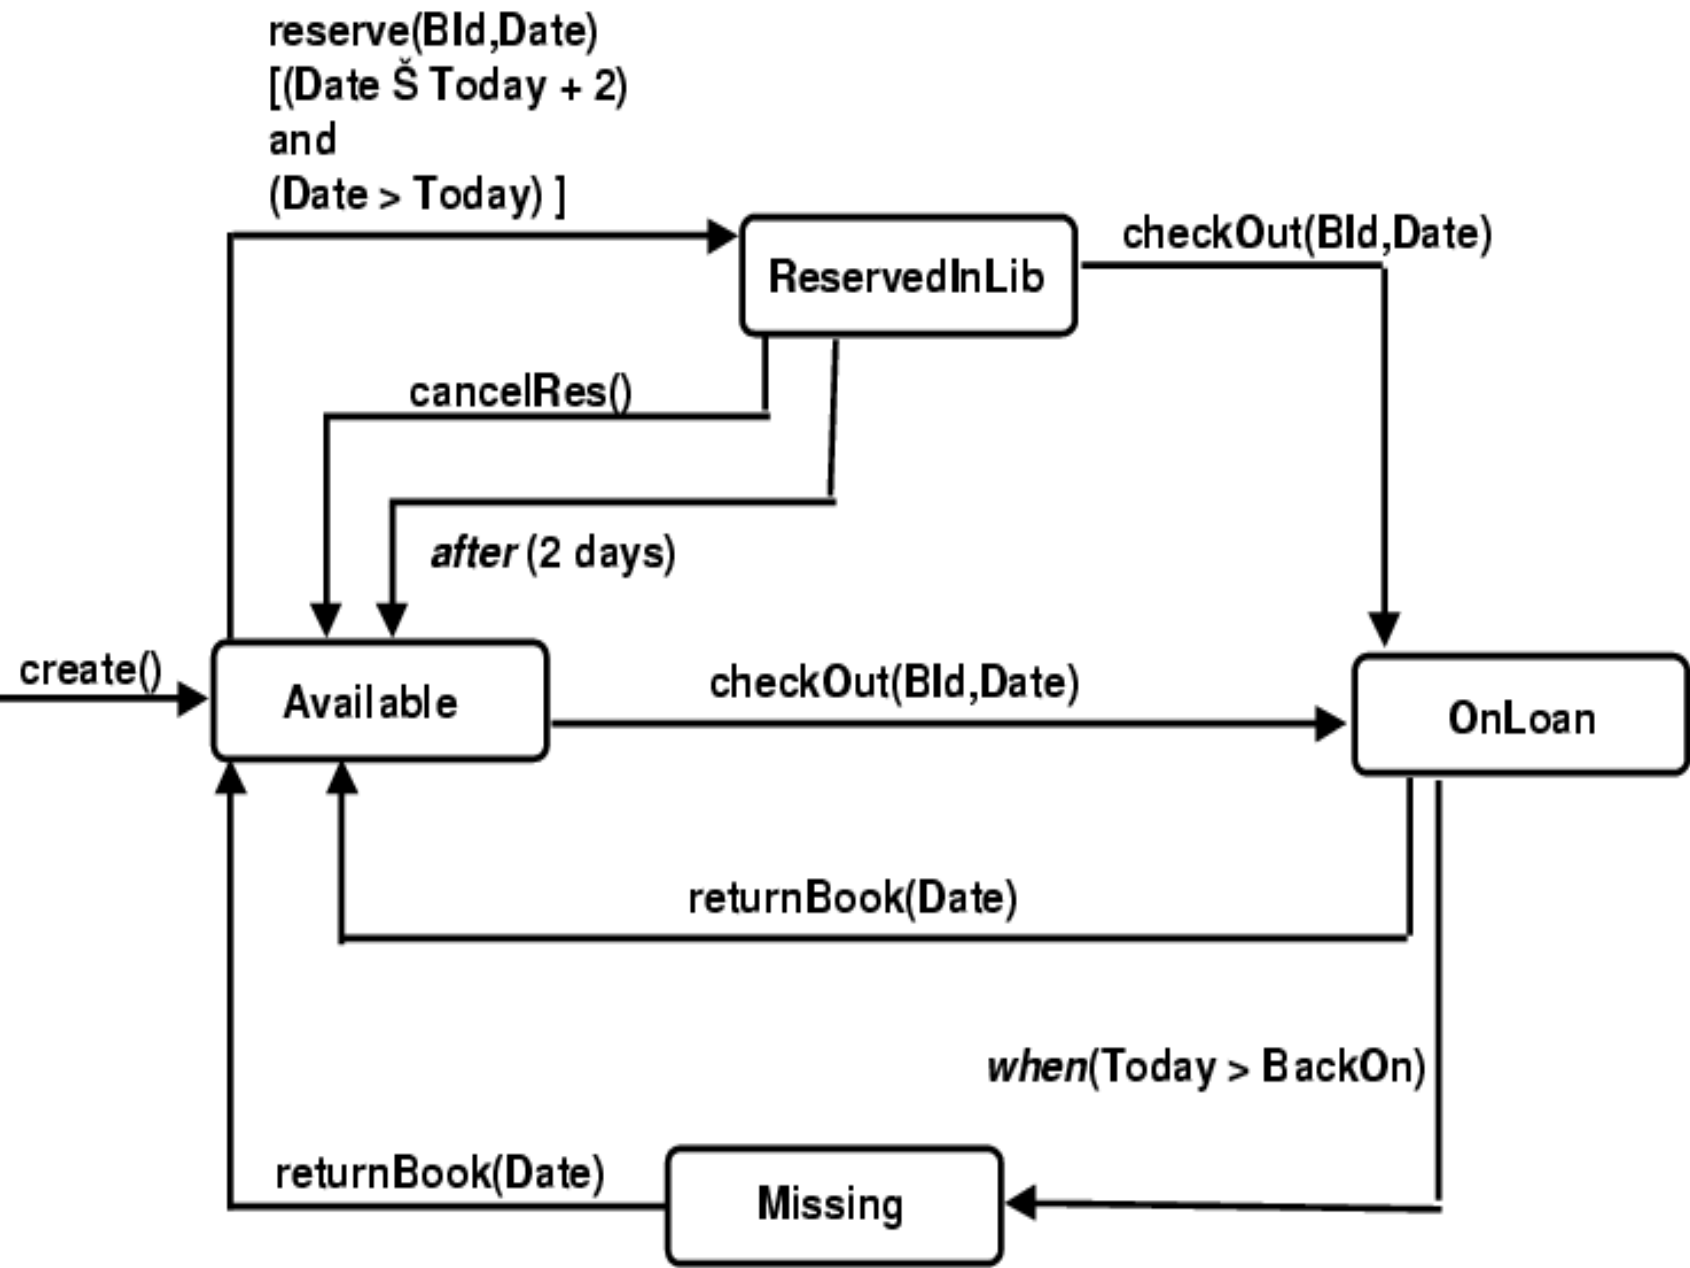 reserve(BId,Date)
[(Date Š Today + 2)
and
(Date > Today) ]
ReservedInLib
checkOut(BId,Date)
cancelRes()
after (2 days)
create()
Available
checkOut(BId,Date)
OnLoan
returnBook(Date)
when(Today > BackOn)
returnBook(Date)
Missing